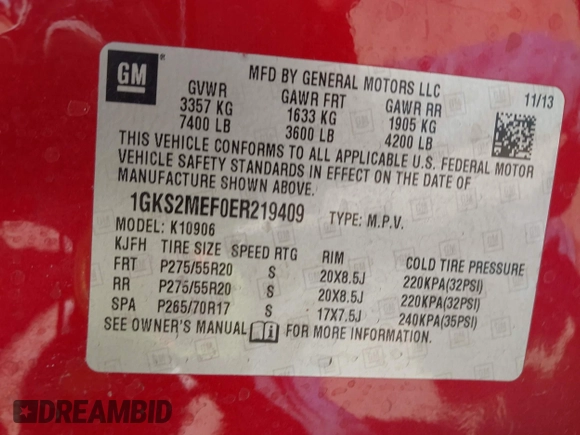 GM
MFD BY GENERAL MOTORS LLC
GVWR GAWR FRT GAWR RR 11/13
3357 KG 1633 KG 1905 KG
7400 LB 3600 LB 4200 LB
THIS VEHICLE CONFORMS TO ALL APPLICABLE U.S. FEDERAL MOTOR
VEHICLE SAFETY STANDARDS IN EFFECT ON THE DATE OF
MANUFACTURE SHOWN ABOVE.
1GKS2MEF0ER219409 TYPE: M.P.V.
MODEL: K10906
KJFH TIRE SIZE SPEED RTG RIM COLD TIRE PRESSURE
FRT P275/55R20 S 20X8.5J 220KPA(32PSI)
RR P275/55R20 S 20X8.5J 220KPA(32PSI)
SPA P265/70R17 S 17X7.5J 240KPA(35PSI)
SEE OWNER'S MANUAL i FOR MORE INFORMATION.
DREAMBID